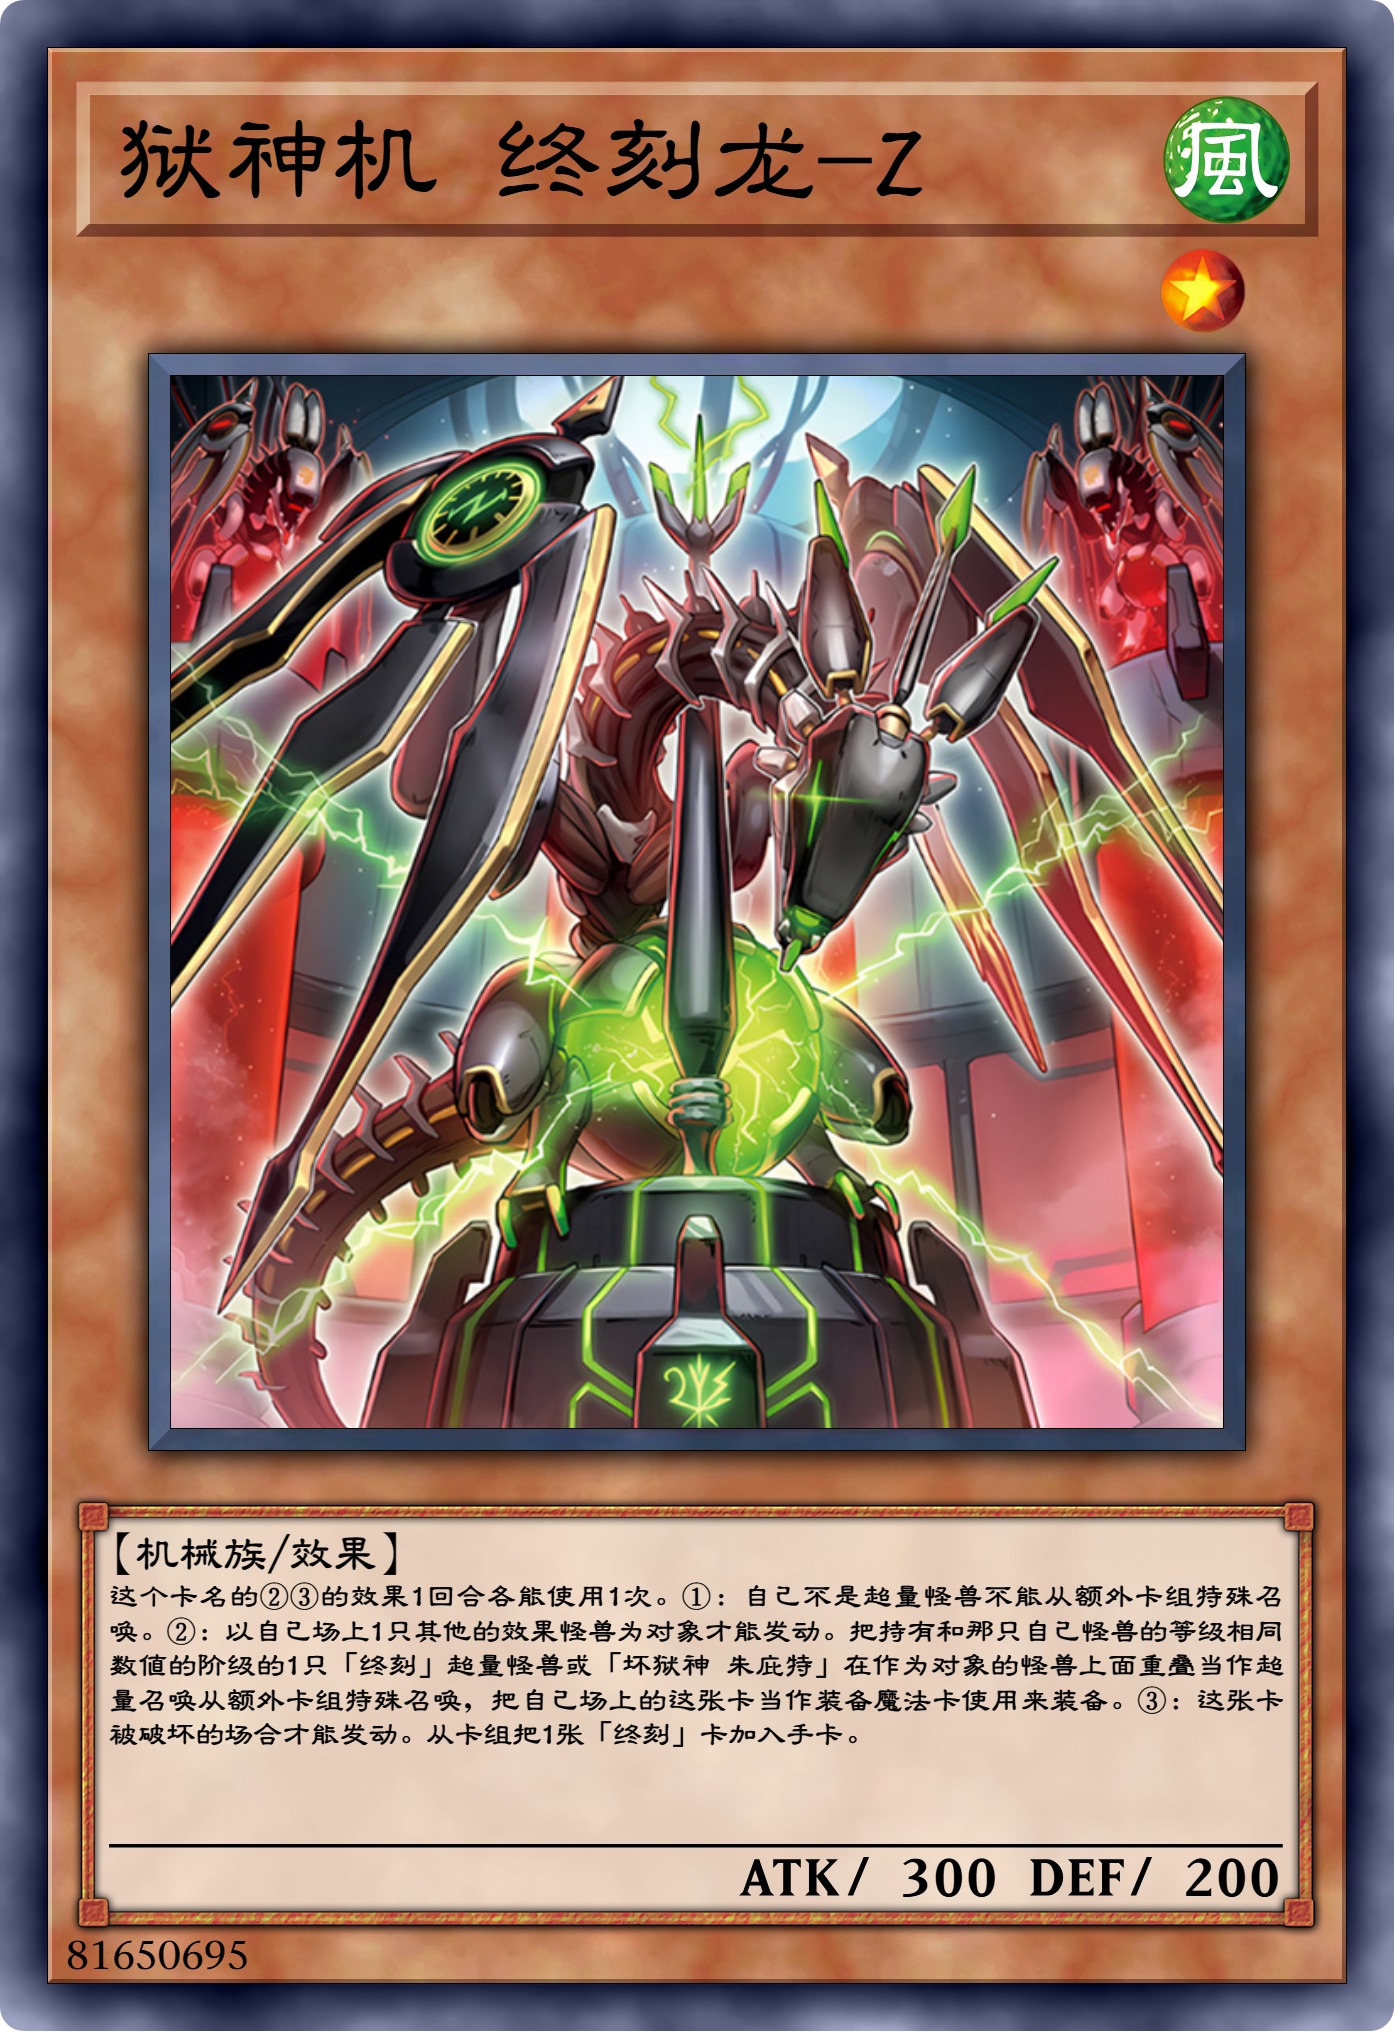 狱神机 终刻龙-Z
風
【机械族/效果】
这个卡名的②③的效果1回合各能使用1次。①：自己不是超量怪兽不能从额外卡组特殊召
唤。②：以自己场上1只其他的效果怪兽为对象才能发动。把持有和那只自己怪兽的等级相同
数值的阶级的1只「终刻」超量怪兽或「坏狱神 朱庇特」在作为对象的怪兽上面重叠当作超
量召唤从额外卡组特殊召唤，把自己场上的这张卡当作装备魔法卡使用来装备。③：这张卡
被破坏的场合才能发动。从卡组把1张「终刻」卡加入手卡。
ATK/ 300 DEF/ 200
81650695